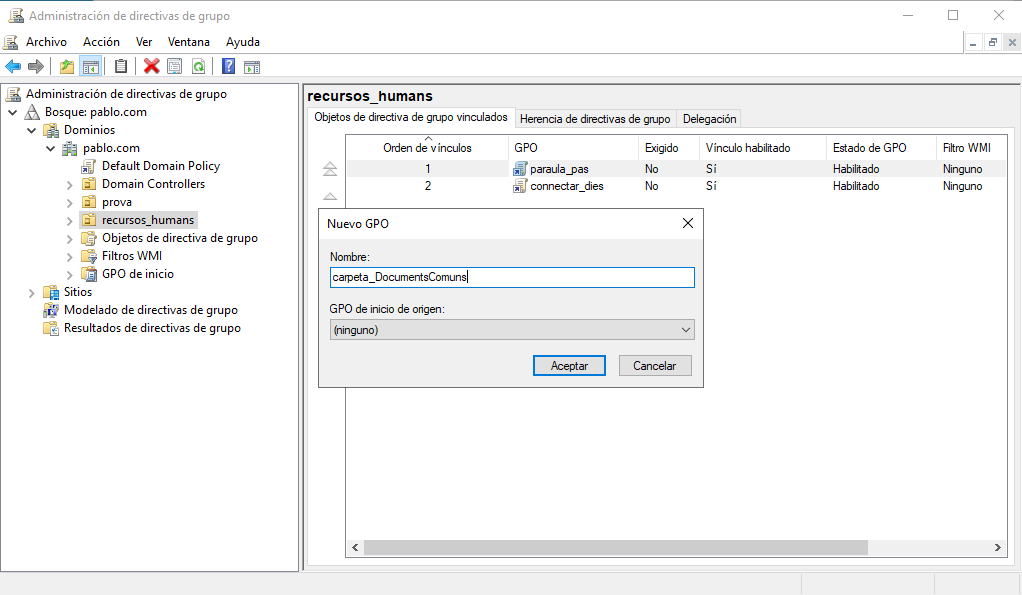 Administración de directivas de grupo
Archivo Acción Ver Ventana Ayuda
Administración de directivas de grupo
Bosque: pablo.com
Dominios
pablo.com
Default Domain Policy
Domain Controllers
prova
recursos_humans
Objetos de directiva de grupo
Filtros WMI
GPO de inicio
Sitios
Modelado de directivas de grupo
Resultados de directivas de grupo
recursos_humans
Objetos de directiva de grupo vinculados Herencia de directivas de grupo Delegación
Orden de vínculos GPO Exigido Vínculo habilitado Estado de GPO Filtro WMI
1 paraula_pas No Sí Habilitado Ninguno
2 connectar_dies No Sí Habilitado Ninguno
Nuevo GPO
Nombre:
carpeta_DocumentsComuns
GPO de inicio de origen:
(ninguno)
Aceptar Cancelar